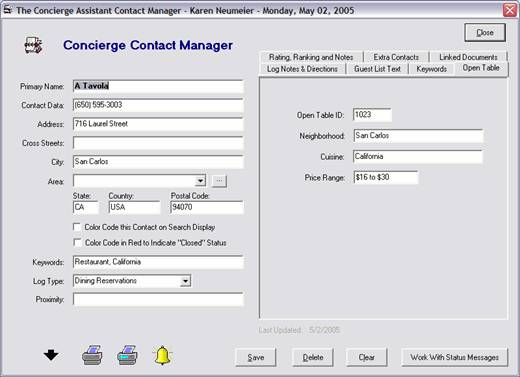 The Concierge Assistant Contact Manager - Karen Neumeier - Monday, May 02, 2005
Close
Concierge Contact Manager
Rating, Ranking and Notes Extra Contacts Linked Documents
Log Notes & Directions Guest List Text Keywords Open Table
Primary Name: A Tavola
Contact Data: (650) 595-3003
Address: 716 Laurel Street
Cross Streets:
City: San Carlos
Area: ...
State: Country: Postal Code:
CA USA 94070
Color Code this Contact on Search Display
Color Code in Red to Indicate "Closed" Status
Keywords: Restaurant, California
Log Type: Dining Reservations
Proximity:
Open Table ID: 1023
Neighborhood: San Carlos
Cuisine: California
Price Range: $16 to $30
Last Updated: 5/2/2005
Save Delete Clear Work With Status Messages